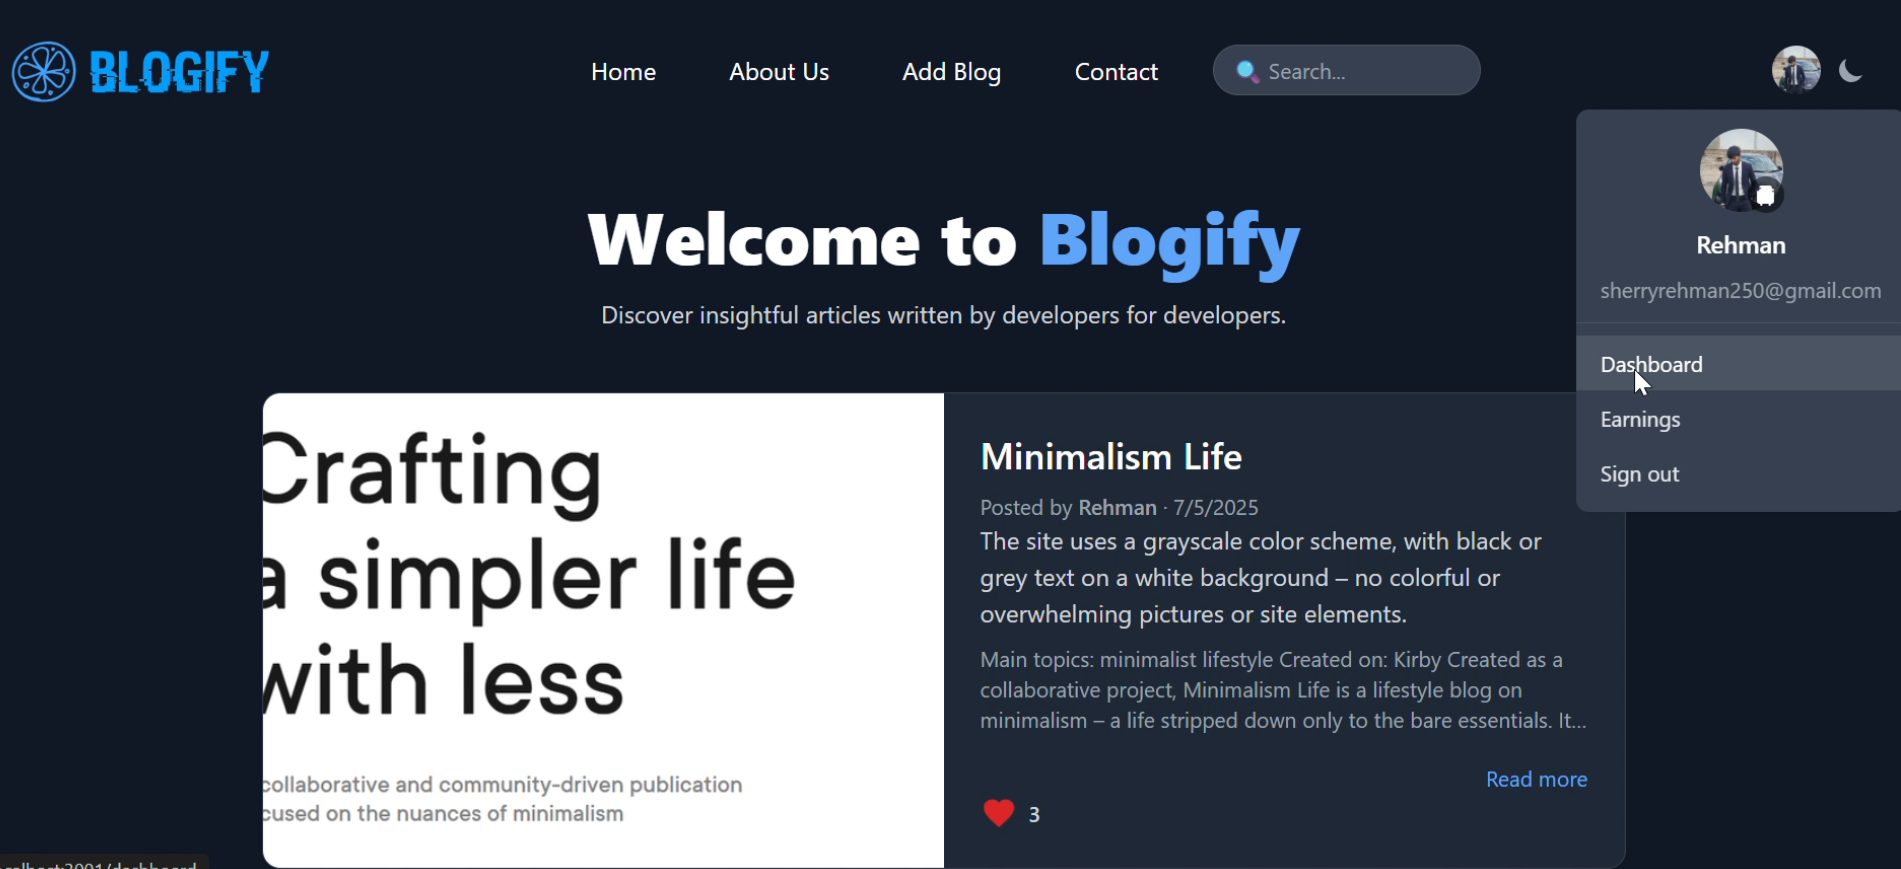 BLOGIFY
Home
About Us
Add Blog
Contact
Search...
Rehman
sherryrehman250@gmail.com
Dashboard
Earnings
Sign out
Welcome to Blogify
Discover insightful articles written by developers for developers.
Crafting
a simpler life
with less
collaborative and community-driven publication
cused on the nuances of minimalism
Minimalism Life
Posted by Rehman · 7/5/2025
The site uses a grayscale color scheme, with black or
grey text on a white background – no colorful or
overwhelming pictures or site elements.
Main topics: minimalist lifestyle Created on: Kirby Created as a
collaborative project, Minimalism Life is a lifestyle blog on
minimalism – a life stripped down only to the bare essentials. It...
Read more
3